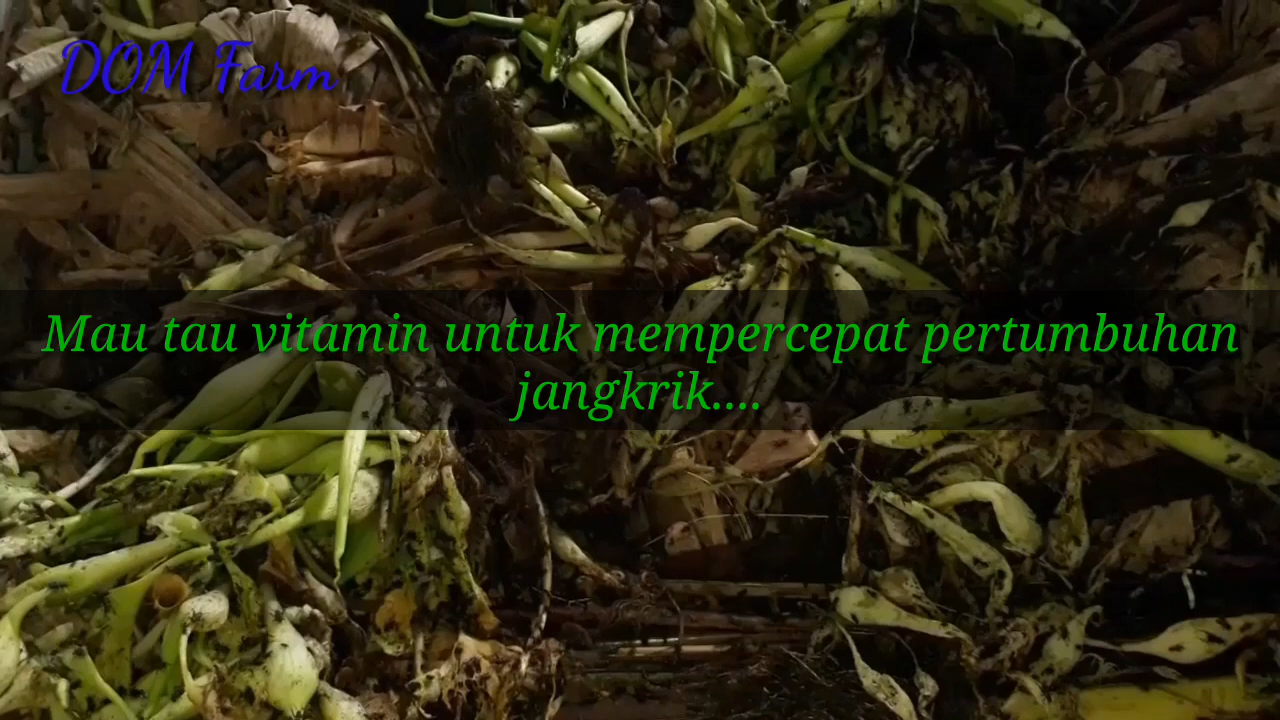 DOM Farm
Mau tau vitamin untuk mempercepat pertumbuhan
jangkrik....